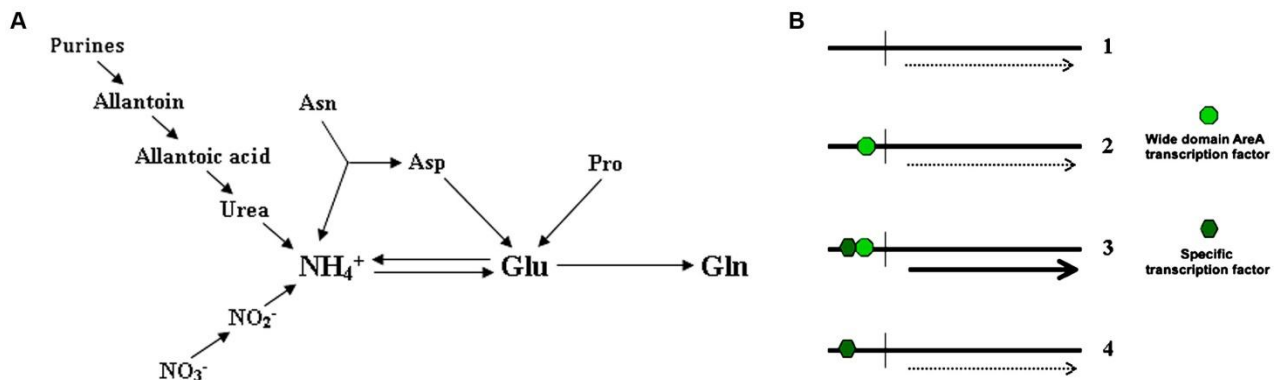 A
Purines
Allantoin
Allantoic acid
Urea
Asn
Asp
Pro
NH₄⁺
Glu
Gln
NO₂⁻
NO₃⁻
B
1
2
Wide domain AreA
transcription factor
3
Specific
transcription factor
4